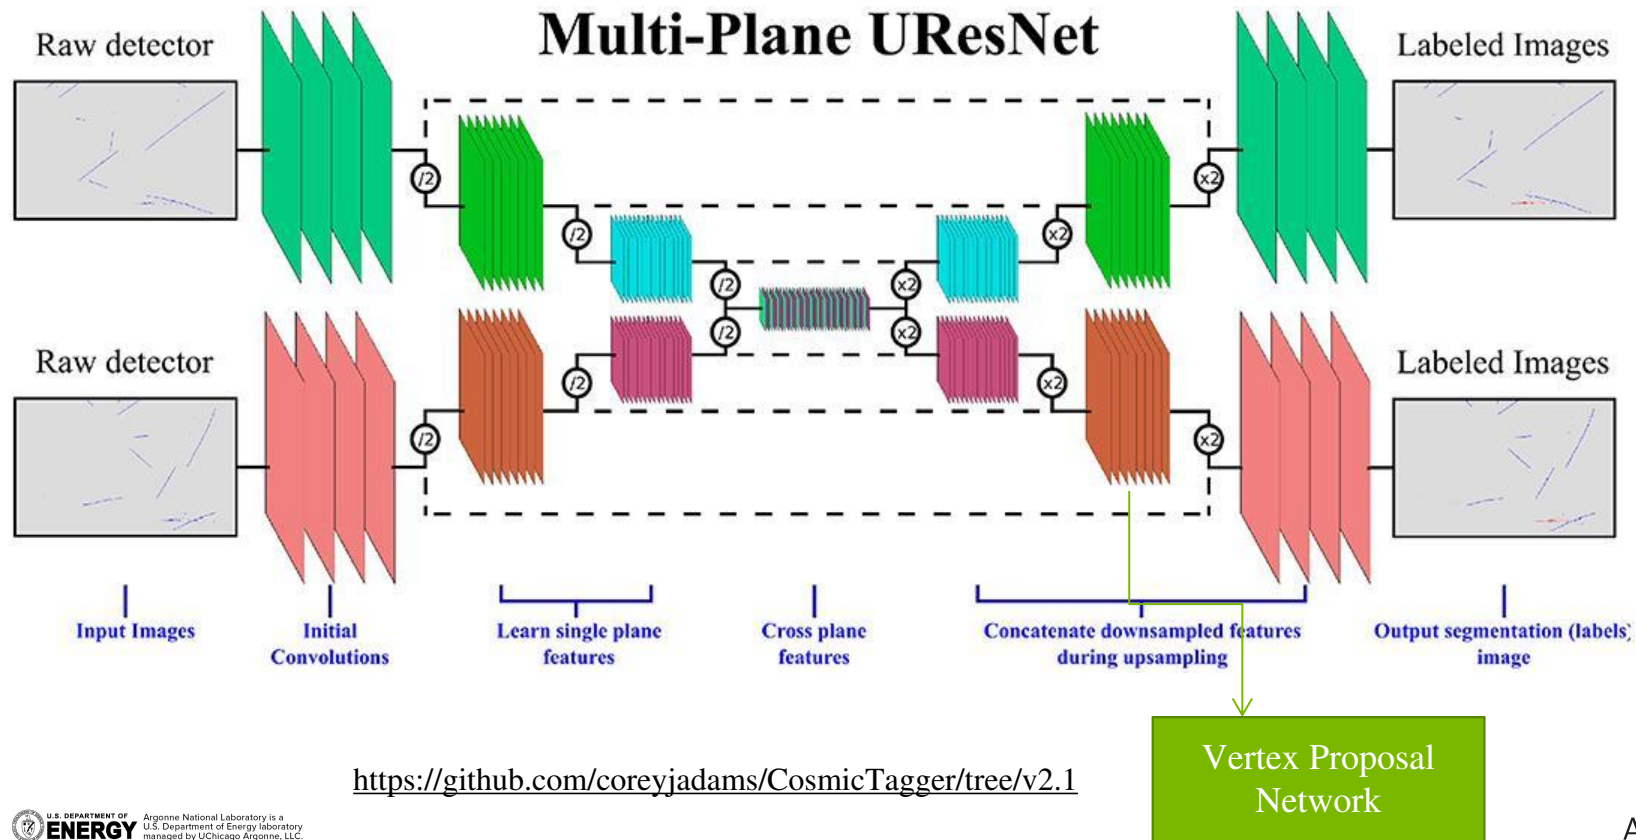 Multi-Plane UResNet
Raw detector
Labeled Images
/2
x2
/2
x2
/2
x2
/2
x2
Raw detector
Labeled Images
/2
x2
/2
x2
Input Images
Initial
Convolutions
Learn single plane
features
Cross plane
features
Concatenate downsampled features
during upsampling
Output segmentation (labels)
image
Vertex Proposal
Network
https://github.com/coreyjadams/CosmicTagger/tree/v2.1
U.S. DEPARTMENT OF
ENERGY
Argonne National Laboratory is a
U.S. Department of Energy laboratory
managed by UChicago Argonne, LLC.
A